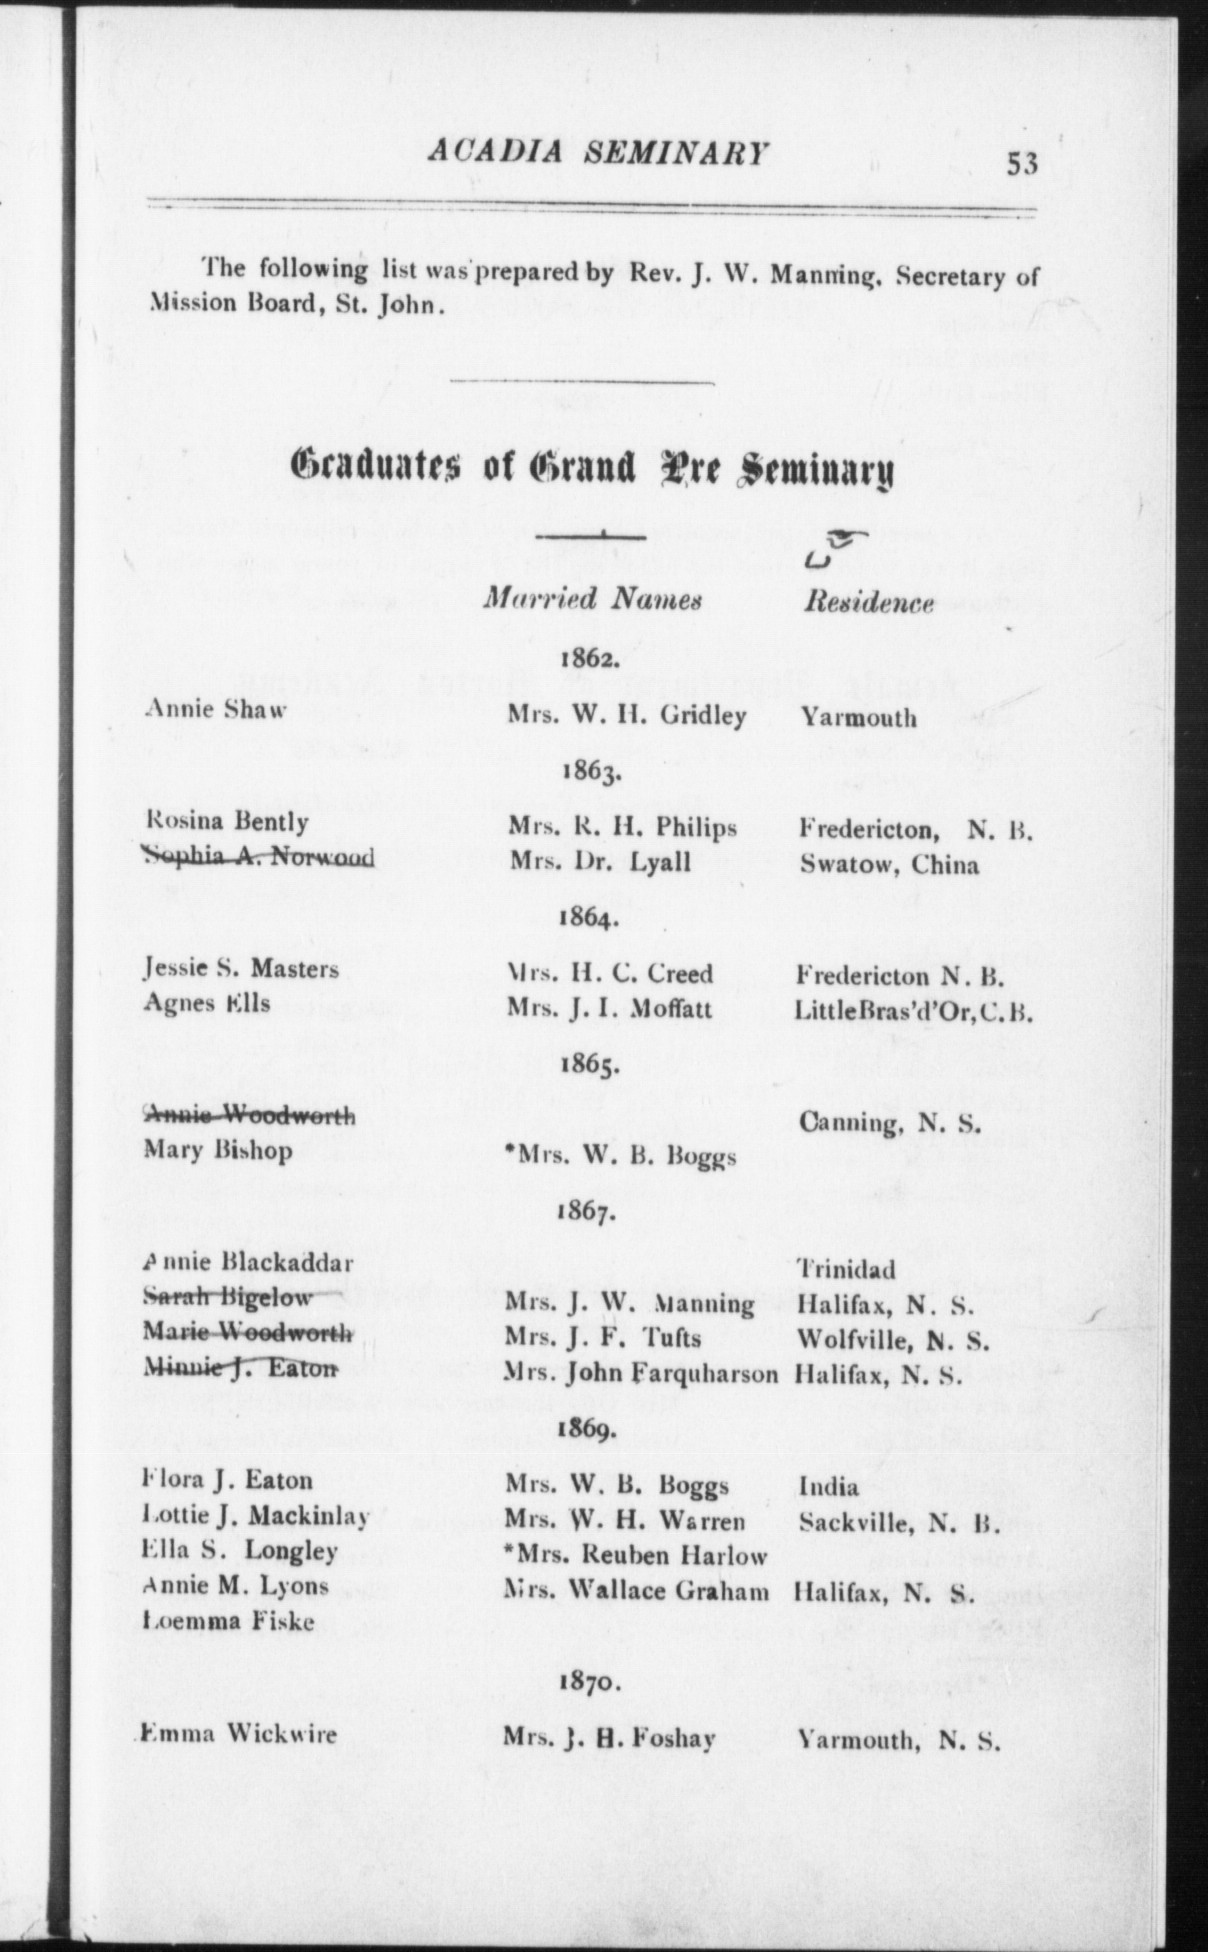 ACADIA SEMINARY 53
The following list was prepared by Rev. J. W. Manning, Secretary of
Mission Board, St. John.
Graduates of Grand Pre Seminary
Married Names Residence
1862.
Annie Shaw Mrs. W. H. Gridley Yarmouth
1863.
Rosina Bently Mrs. R. H. Philips Fredericton, N. B.
Sophia A. Norwood Mrs. Dr. Lyall Swatow, China
1864.
Jessie S. Masters Mrs. H. C. Creed Fredericton N. B.
Agnes Ells Mrs. J. I. Moffatt Little Bras'd'Or, C. B.
1865.
Annie Woodworth Canning, N. S.
Mary Bishop *Mrs. W. B. Boggs
1867.
Annie Blackaddar Trinidad
Sarah Bigelow Mrs. J. W. Manning Halifax, N. S.
Marie Woodworth Mrs. J. F. Tufts Wolfville, N. S.
Minnie J. Eaton Mrs. John Farquharson Halifax, N. S.
1869.
Flora J. Eaton Mrs. W. B. Boggs India
Lottie J. Mackinlay Mrs. W. H. Warren Sackville, N. B.
Ella S. Longley *Mrs. Reuben Harlow
Annie M. Lyons Mrs. Wallace Graham Halifax, N. S.
Loemma Fiske
1870.
Emma Wickwire Mrs. J. H. Foshay Yarmouth, N. S.